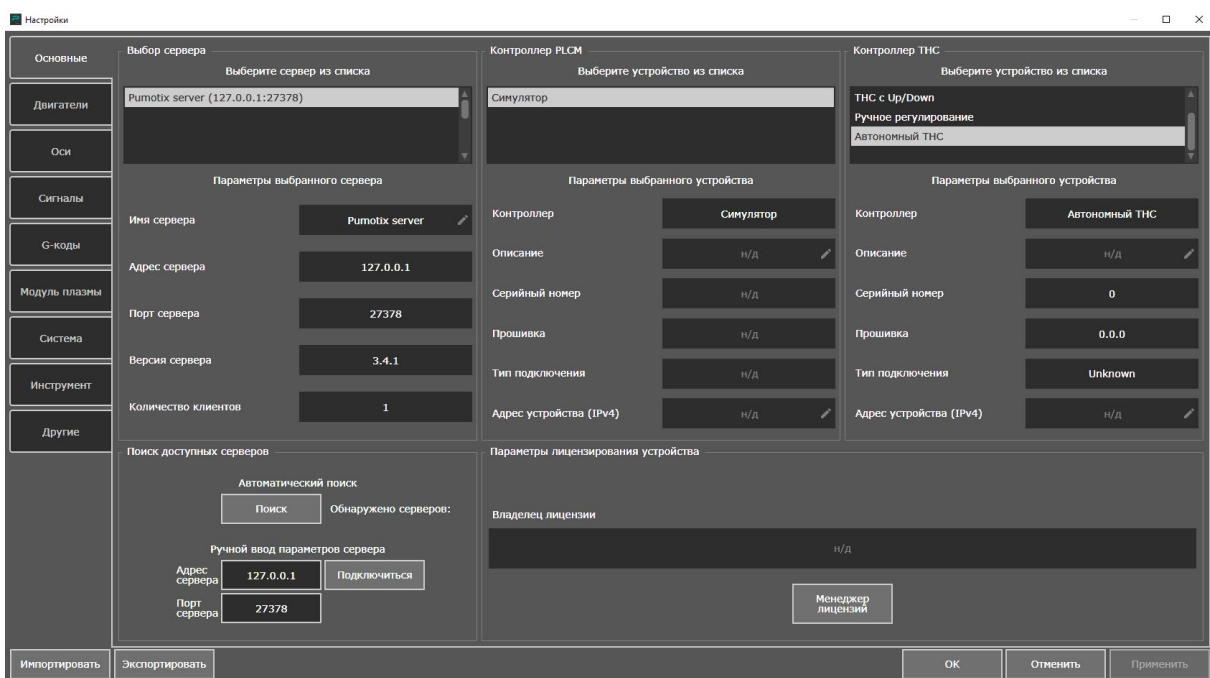 Настройки
Основные
Двигатели
Оси
Сигналы
G-коды
Модуль плазмы
Система
Инструмент
Другие
Выбор сервера
Выберите сервер из списка
Pumotix server (127.0.0.1:27378)
Параметры выбранного сервера
Имя сервера
Pumotix server
Адрес сервера
127.0.0.1
Порт сервера
27378
Версия сервера
3.4.1
Количество клиентов
1
Контроллер PLCM
Выберите устройство из списка
Симулятор
Параметры выбранного устройства
Контроллер
Симулятор
Описание
н/д
Серийный номер
н/д
Прошивка
н/д
Тип подключения
н/д
Адрес устройства (IPv4)
н/д
Контроллер THC
Выберите устройство из списка
THC с Up/Down
Ручное регулирование
Автономный THC
Параметры выбранного устройства
Контроллер
Автономный THC
Описание
н/д
Серийный номер
0
Прошивка
0.0.0
Тип подключения
Unknown
Адрес устройства (IPv4)
н/д
Поиск доступных серверов
Автоматический поиск
Поиск
Обнаружено серверов:
Ручной ввод параметров сервера
Адрес
сервера
127.0.0.1
Подключиться
Порт
сервера
27378
Параметры лицензирования устройства
Владелец лицензии
н/д
Менеджер
лицензий
Импортировать
Экспортировать
OK
Отменить
Применить